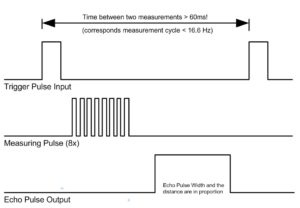 Time between two measurements > 60ms!
(corresponds measurement cycle < 16.6 Hz)
Trigger Pulse Input
Measuring Pulse (8x)
Echo Pulse Width and the
distance are in proportion
Echo Pulse Output